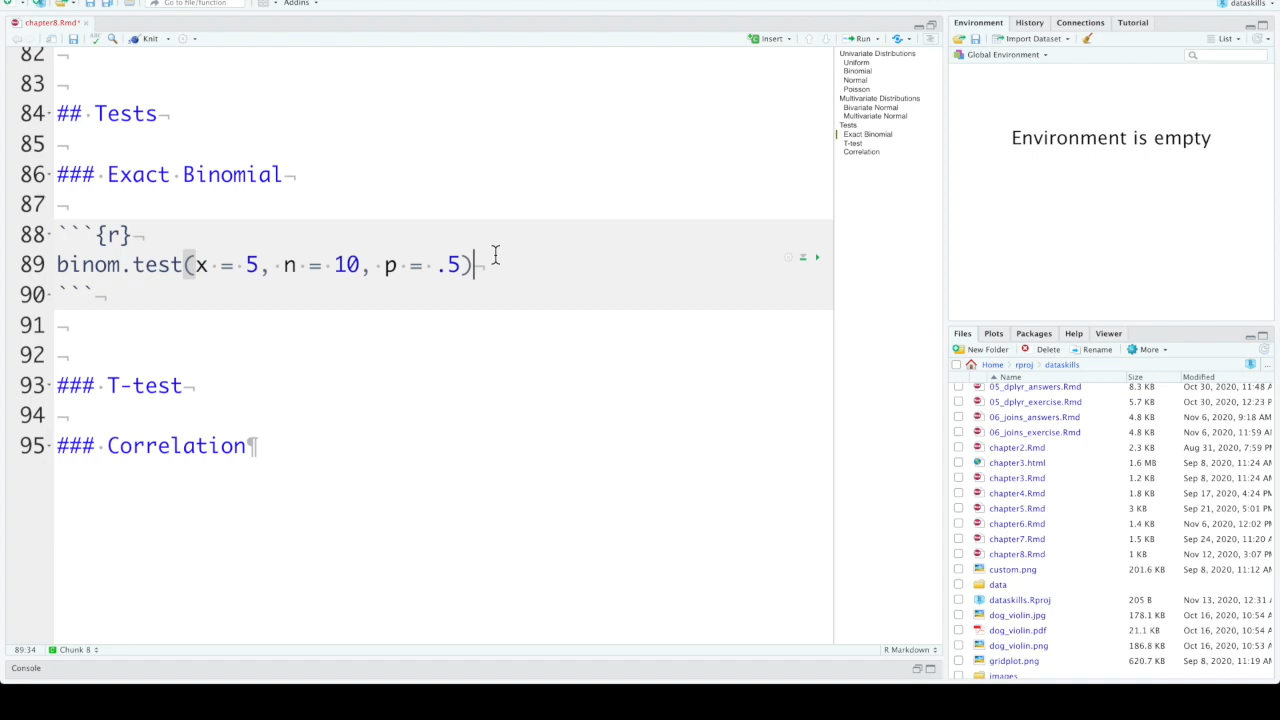 Go to file/function
Addins
dataskills
chapter8.Rmd*
Knit
Insert
Run
82
83
84 ## Tests
85
86 ### Exact Binomial
87
88 ```{r}
89 binom.test(x = 5, n = 10, p = .5)
90 ```
91
92
93 ### T-test
94
95 ### Correlation
89:34
Chunk 8
R Markdown
Console
Univariate Distributions
Uniform
Binomial
Normal
Poisson
Multivariate Distributions
Bivariate Normal
Multivariate Normal
Tests
Exact Binomial
T-test
Correlation
Environment History Connections Tutorial
Import Dataset
List
Global Environment
Environment is empty
Files Plots Packages Help Viewer
New Folder Delete Rename More
Home rproj dataskills
...
Name Size Modified
05_dplyr_answers.Rmd 8.3 KB Oct 30, 2020, 11:48 A
05_dplyr_exercise.Rmd 5.7 KB Oct 30, 2020, 12:23 P
06_joins_answers.Rmd 4.8 KB Nov 6, 2020, 9:18 AM
06_joins_exercise.Rmd 4.8 KB Nov 6, 2020, 11:59 A
chapter2.Rmd 2.3 KB Aug 31, 2020, 7:59 P
chapter3.html 1.6 MB Sep 8, 2020, 11:24 A
chapter3.Rmd 1.2 KB Sep 8, 2020, 11:24 A
chapter4.Rmd 1.8 KB Sep 17, 2020, 4:24 P
chapter5.Rmd 3 KB Sep 21, 2020, 5:01 P
chapter6.Rmd 1.4 KB Nov 6, 2020, 12:02 P
chapter7.Rmd 1.5 KB Sep 24, 2020, 11:20
chapter8.Rmd 1 KB Nov 12, 2020, 3:07 P
custom.png 201.6 KB Sep 8, 2020, 11:24 A
data
dataskills.Rproj 205 B Nov 13, 2020, 12:31
dog_violin.jpg 178.1 KB Oct 16, 2020, 10:54
dog_violin.pdf 21.1 KB Oct 16, 2020, 10:54
dog_violin.png 186.8 KB Oct 16, 2020, 10:53
gridplot.png 620.7 KB Sep 8, 2020, 11:19 A
images